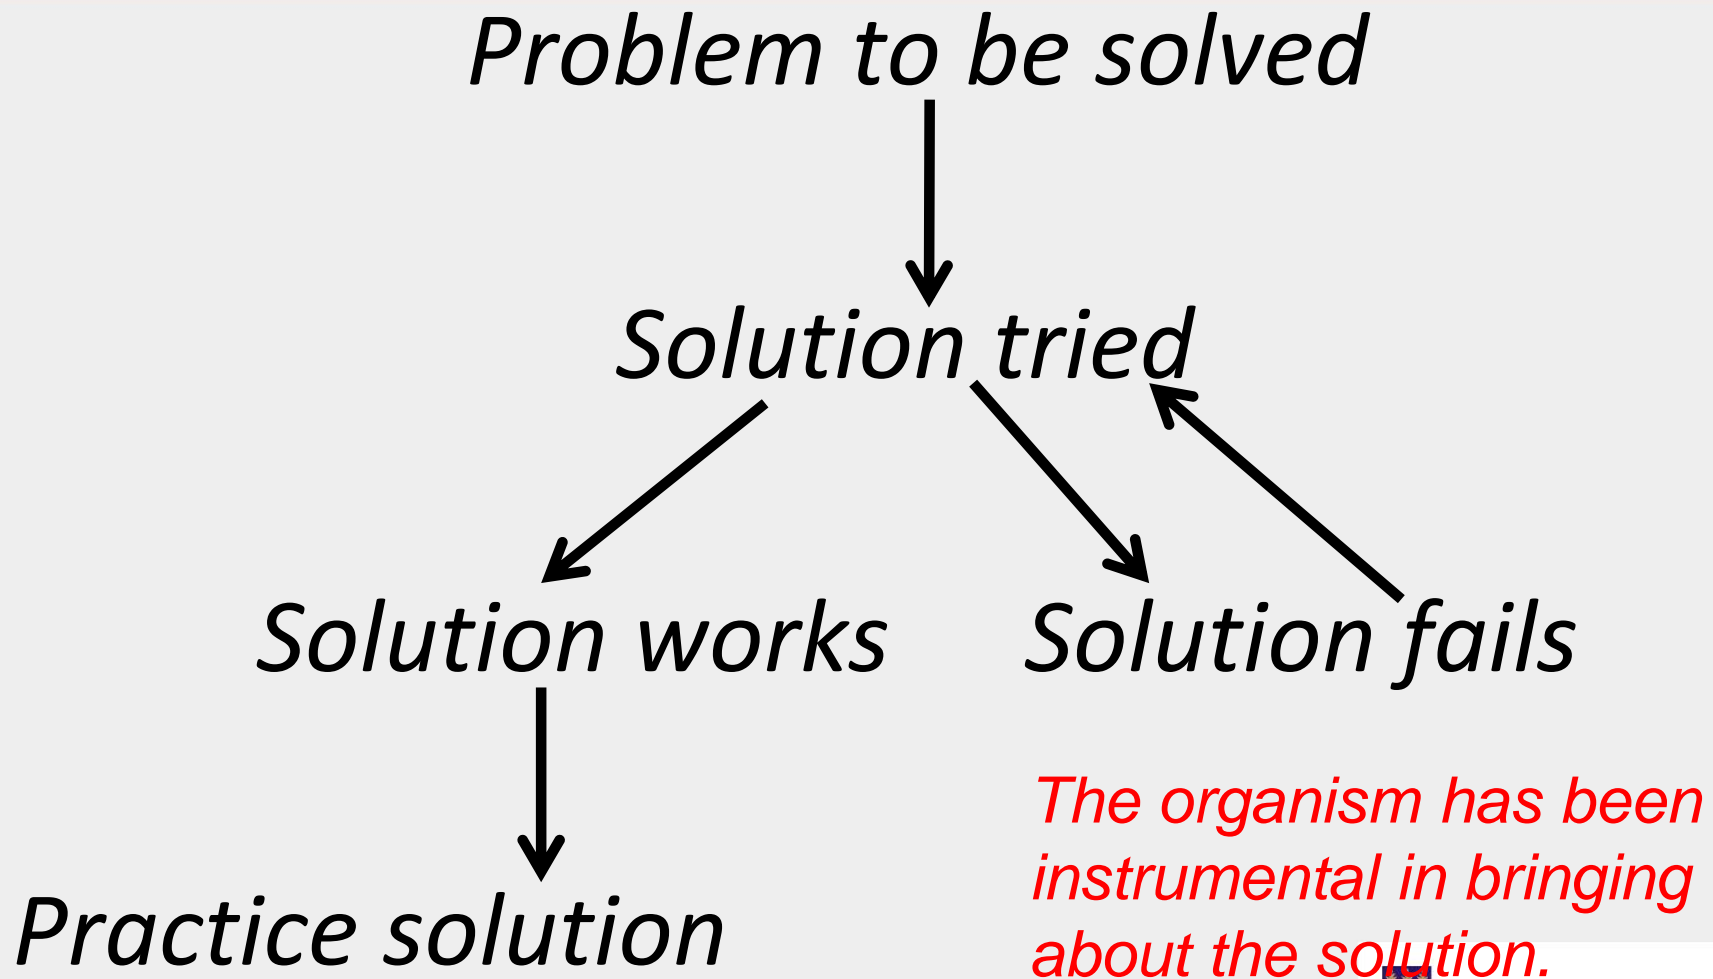 Problem to be solved
Solution tried
Solution works
Solution fails
Practice solution
The organism has been
instrumental in bringing
about the solution.